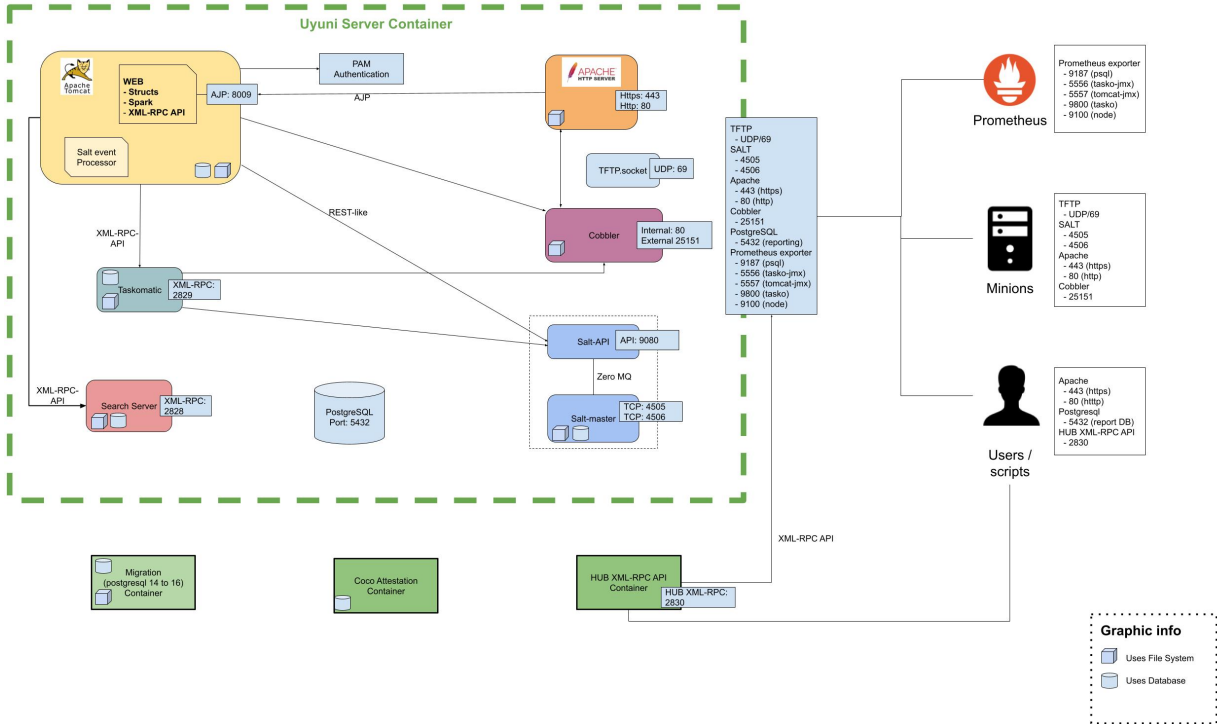 Uyuni Server Container
Apache
Tomcat
WEB
- Structs
- Spark
- XML-RPC API
Salt event
Processor
AJP: 8009
PAM
Authentication
AJP
APACHE
HTTP SERVER
Https: 443
Http: 80
TFTP.socket
UDP: 69
Cobbler
Internal: 80
External 25151
REST-like
XML-RPC-
API
Taskomatic
XML-RPC:
2829
Salt-API
API: 9080
Zero MQ
Salt-master
TCP: 4505
TCP: 4506
XML-RPC-
API
Search Server
XML-RPC:
2828
PostgreSQL
Port: 5432
TFTP
- UDP/69
SALT
- 4505
- 4506
Apache
- 443 (https)
- 80 (http)
Cobbler
- 25151
PostgreSQL
- 5432 (reporting)
Prometheus exporter
- 9187 (psql)
- 5556 (tasko-jmx)
- 5557 (tomcat-jmx)
- 9800 (tasko)
- 9100 (node)
Prometheus
Prometheus exporter
- 9187 (psql)
- 5556 (tasko-jmx)
- 5557 (tomcat-jmx)
- 9800 (tasko)
- 9100 (node)
Minions
TFTP
- UDP/69
SALT
- 4505
- 4506
Apache
- 443 (https)
- 80 (http)
Cobbler
- 25151
Users /
scripts
Apache
- 443 (https)
- 80 (htttp)
Postgresql
- 5432 (report DB)
HUB XML-RPC API
- 2830
XML-RPC API
Migration
(postgresql 14 to 16)
Container
Coco Attestation
Container
HUB XML-RPC API
Container
HUB XML-RPC:
2830
Graphic info
Uses File System
Uses Database